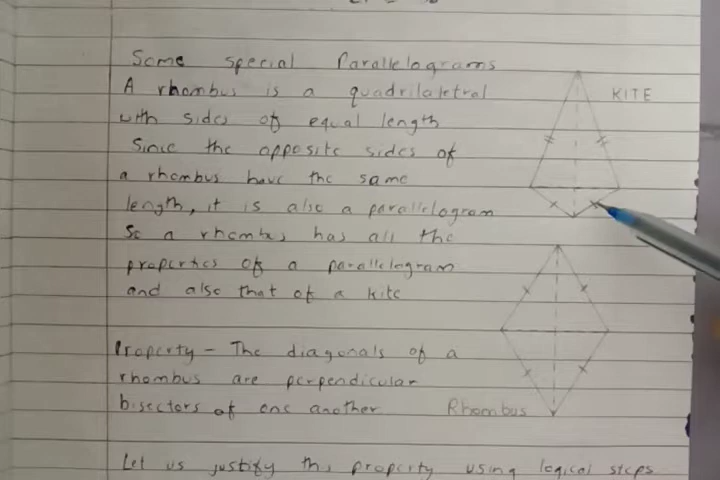 Some special Parallelograms
A rhombus is a quadrilateral KITE
with sides of equal length
Since the opposite sides of
a rhombus have the same
length, it is also a parallelogram
So a rhombus has all the
properties of a parallelogram
and also that of a kite
Property - The diagonals of a
rhombus are perpendicular
bisectors of one another Rhombus
Let us justify this property using logical steps